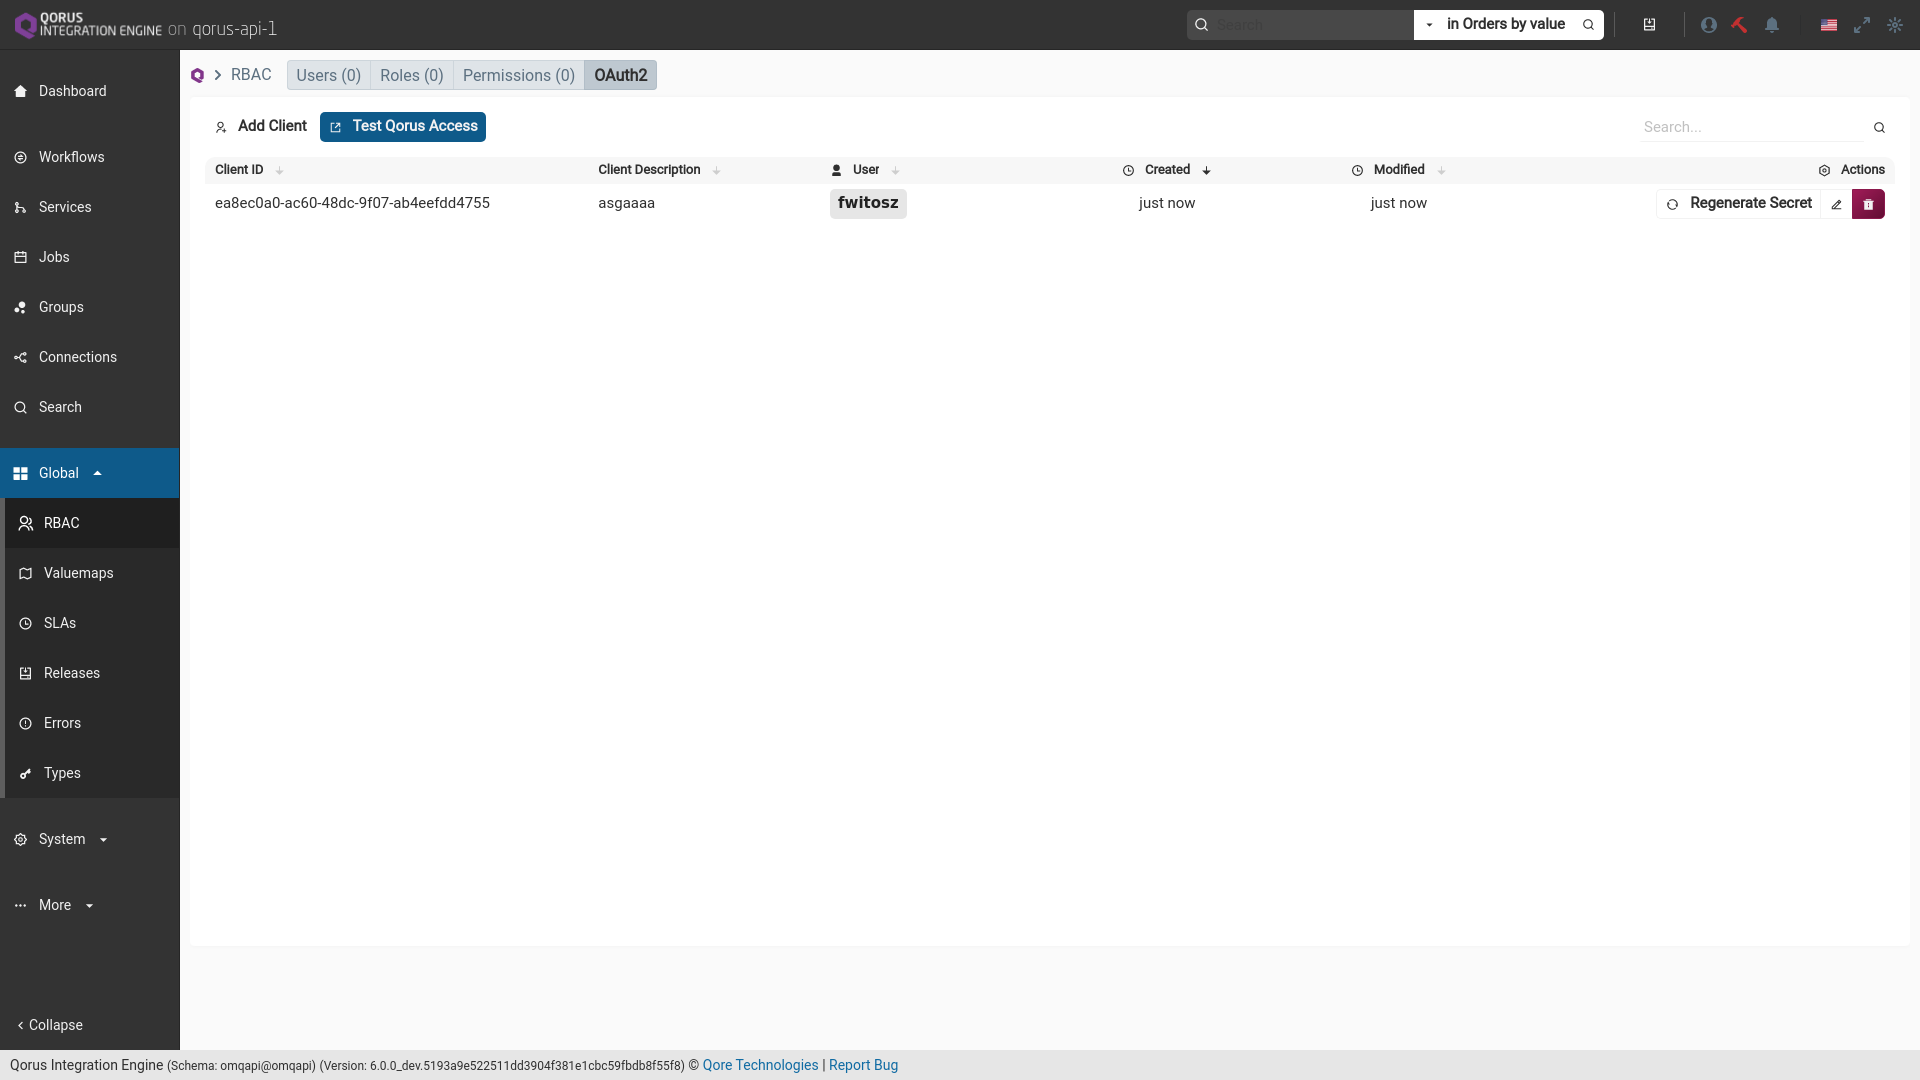 QORUS
INTEGRATION ENGINE on qorus-api-1
Search
in Orders by value
RBAC Users (0) Roles (0) Permissions (0) OAuth2
Dashboard
Workflows
Services
Jobs
Groups
Connections
Search
Global
RBAC
Valuemaps
SLAs
Releases
Errors
Types
System
More
Collapse
Add Client Test Qorus Access Search...
Client ID Client Description User Created Modified Actions
ea8ec0a0-ac60-48dc-9f07-ab4eefdd4755 asgaaaa fwitosz just now just now Regenerate Secret
Qorus Integration Engine (Schema: omqapi@omqapi) (Version: 6.0.0_dev.5193a9e522511dd3904f381e1cbc59fbdb8f55f8) © Qore Technologies | Report Bug